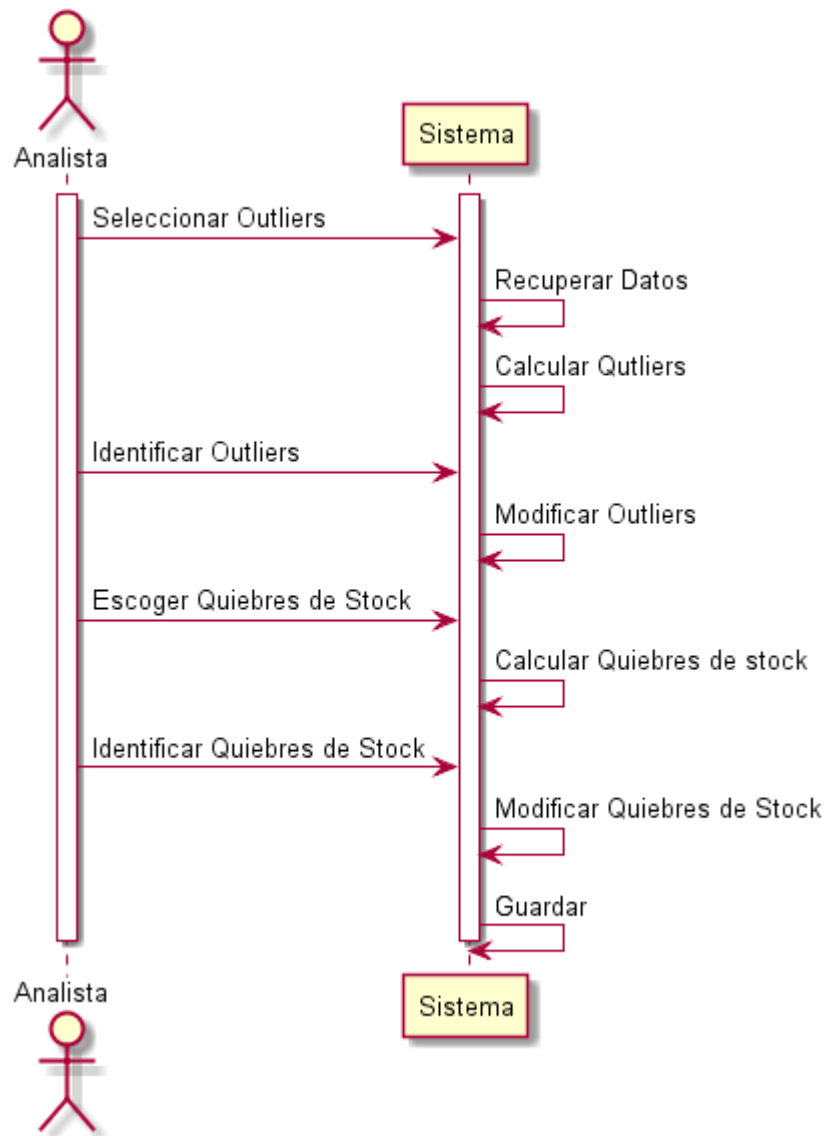 Analista
Sistema
Seleccionar Outliers
Recuperar Datos
Calcular Qutliers
Identificar Outliers
Modificar Outliers
Escoger Quiebres de Stock
Calcular Quiebres de stock
Identificar Quiebres de Stock
Modificar Quiebres de Stock
Guardar
Analista
Sistema